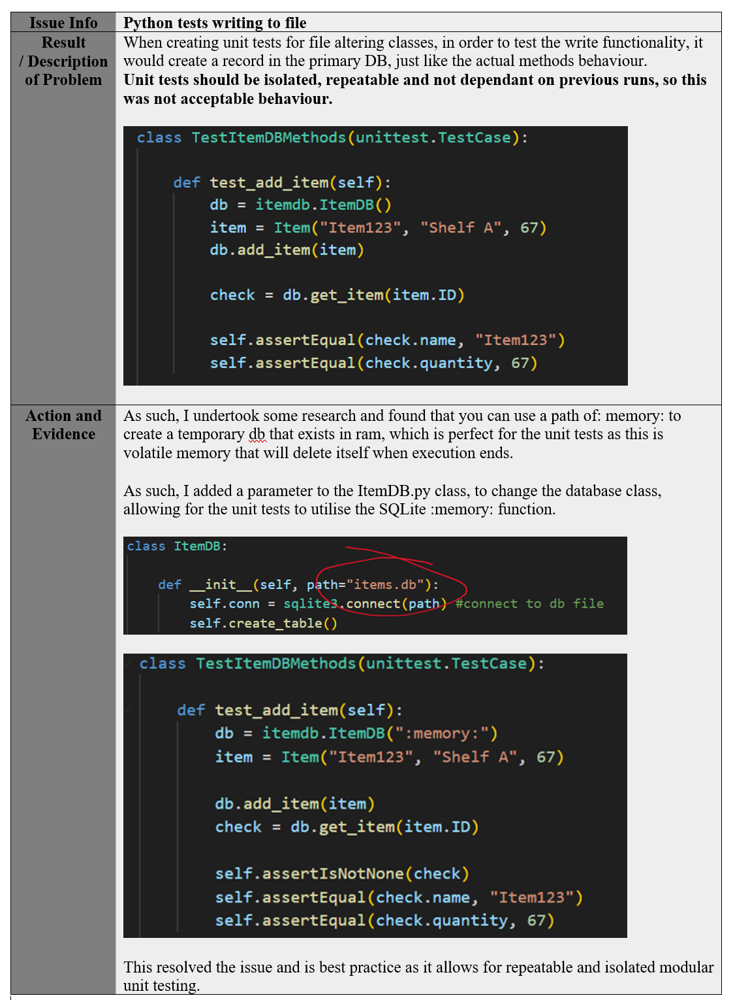 Issue Info
Python tests writing to file
Result
/ Description
of Problem
When creating unit tests for file altering classes, in order to test the write functionality, it
would create a record in the primary DB, just like the actual methods behaviour.
Unit tests should be isolated, repeatable and not dependant on previous runs, so this
was not acceptable behaviour.
class TestItemDBMethods(unittest.TestCase):
def test_add_item(self):
db = itemdb.ItemDB()
item = Item("Item123", "Shelf A", 67)
db.add_item(item)
check = db.get_item(item.ID)
self.assertEqual(check.name, "Item123")
self.assertEqual(check.quantity, 67)
Action and
Evidence
As such, I undertook some research and found that you can use a path of: memory: to
create a temporary db that exists in ram, which is perfect for the unit tests as this is
volatile memory that will delete itself when execution ends.
As such, I added a parameter to the ItemDB.py class, to change the database class,
allowing for the unit tests to utilise the SQLite :memory: function.
class ItemDB:
def __init__(self, path="items.db"):
self.conn = sqlite3.connect(path) #connect to db file
self.create_table()
class TestItemDBMethods(unittest.TestCase):
def test_add_item(self):
db = itemdb.ItemDB(":memory:")
item = Item("Item123", "Shelf A", 67)
db.add_item(item)
check = db.get_item(item.ID)
self.assertIsNotNone(check)
self.assertEqual(check.name, "Item123")
self.assertEqual(check.quantity, 67)
This resolved the issue and is best practice as it allows for repeatable and isolated modular
unit testing.